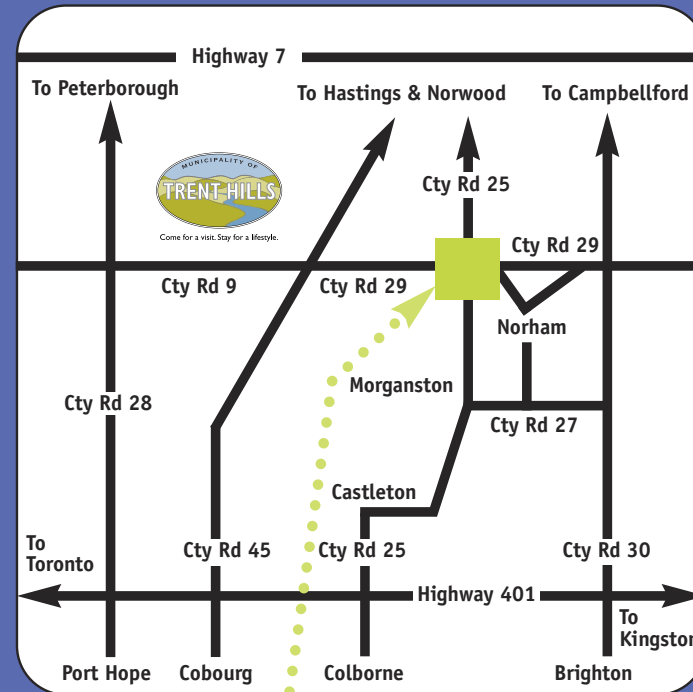 Highway 7
To Peterborough
To Hastings & Norwood
To Campbellford
MUNICIPALITY OF
TRENT HILLS
Come for a visit. Stay for a lifestyle.
Cty Rd 25
Cty Rd 29
Cty Rd 9
Cty Rd 29
Norham
Morganston
Cty Rd 28
Cty Rd 27
Castleton
To
Toronto
Cty Rd 45
Cty Rd 25
Cty Rd 30
Highway 401
To
Kingston
Port Hope
Cobourg
Colborne
Brighton